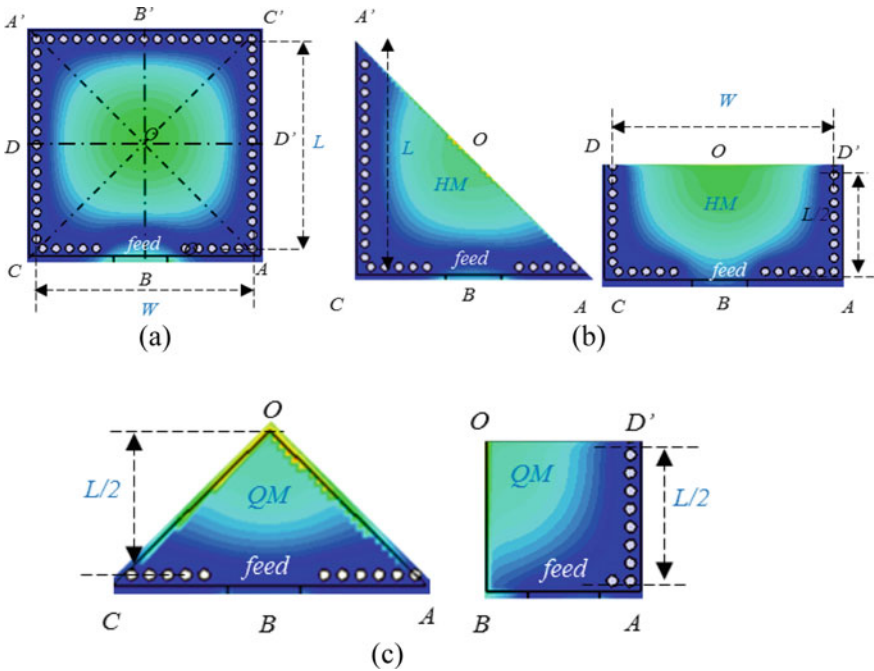 A’ B’ C’
O
D D’ L
feed
C B A
W
(a)
A’
O
L
HM
feed
C B A
W
D O D’
HM L/2
feed
C B A
(b)
O
L/2 QM
feed
C B A
O D’
QM L/2
feed
B A
(c)